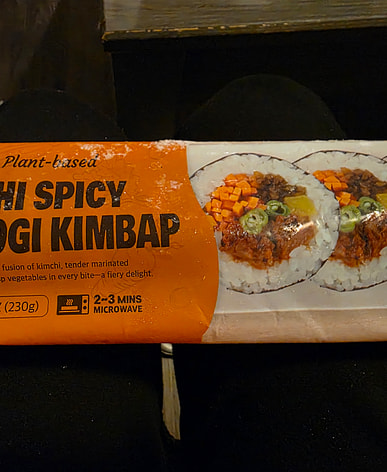 Plant-based
HI SPICY
OGI KIMBAP
fusion of kimchi, tender marinated
p vegetables in every bite—a fiery delight.
(230g)
2–3 MINS
MICROWAVE